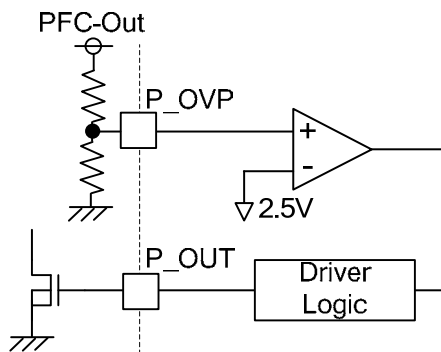 PFC-Out
P_OVP
+
-
2.5V
P_OUT
Driver
Logic